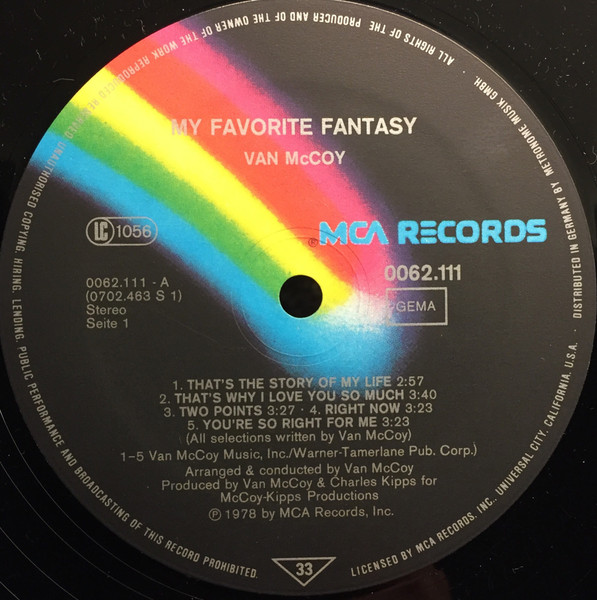 MY FAVORITE FANTASY
VAN McCOY
LC 1056
℗ MCA RECORDS
0062.111 - A
(0702.463 S 1)
Stereo
Seite 1
0062.111
GEMA
1. THAT'S THE STORY OF MY LIFE 2:57
2. THAT'S WHY I LOVE YOU SO MUCH 3:40
3. TWO POINTS 3:27 · 4. RIGHT NOW 3:23
5. YOU'RE SO RIGHT FOR ME 3:23
(All selections written by Van McCoy)
1–5 Van McCoy Music, Inc./Warner-Tamerlane Pub. Corp.)
Arranged & conducted by Van McCoy
Produced by Van McCoy & Charles Kipps for
McCoy-Kipps Productions
℗ 1978 by MCA Records, Inc.
33
ALL RIGHTS OF THE PRODUCER AND OF THE OWNER OF THE WORK REPRODUCED RESERVED UNAUTHORISED COPYING, HIRING, LENDING, PUBLIC PERFORMANCE AND BROADCASTING OF THIS RECORD PROHIBITED.
LICENSED BY MCA RECORDS, INC., UNIVERSAL CITY, CALIFORNIA, U.S.A. · DISTRIBUTED IN GERMANY BY METRONOME MUSIK GMBH.